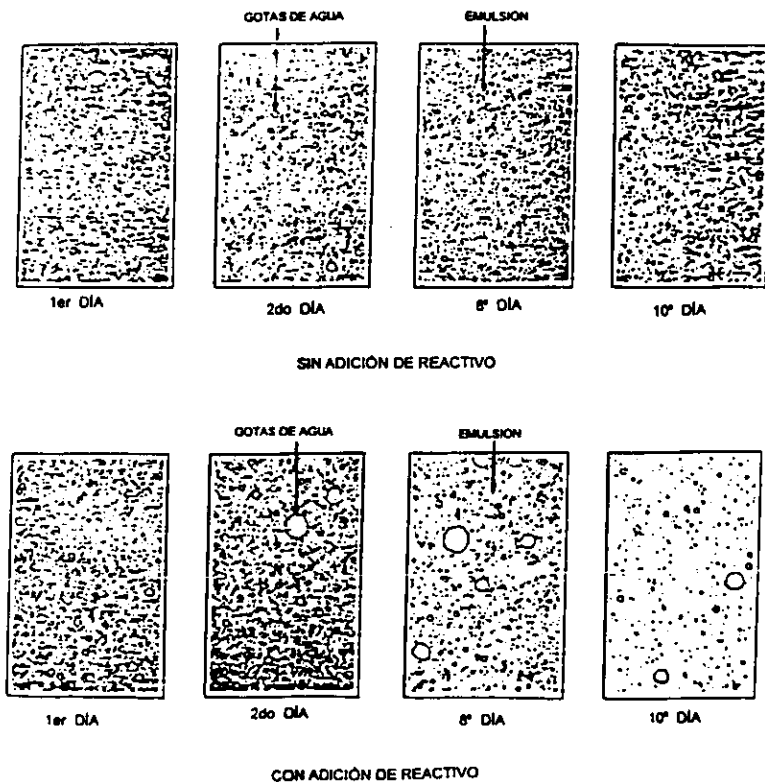 GOTAS DE AGUA
EMULSIÓN
1er DÍA
2do DÍA
8º DÍA
10º DÍA
SIN ADICIÓN DE REACTIVO
GOTAS DE AGUA
EMULSION
1er DÍA
2do DÍA
8º DÍA
10º DÍA
CON ADICIÓN DE REACTIVO